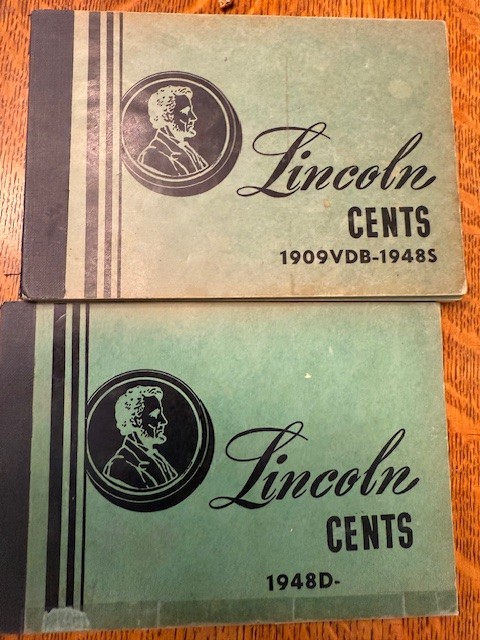 Lincoln
CENTS
1909VDB-1948S
Lincoln
CENTS
1948D-